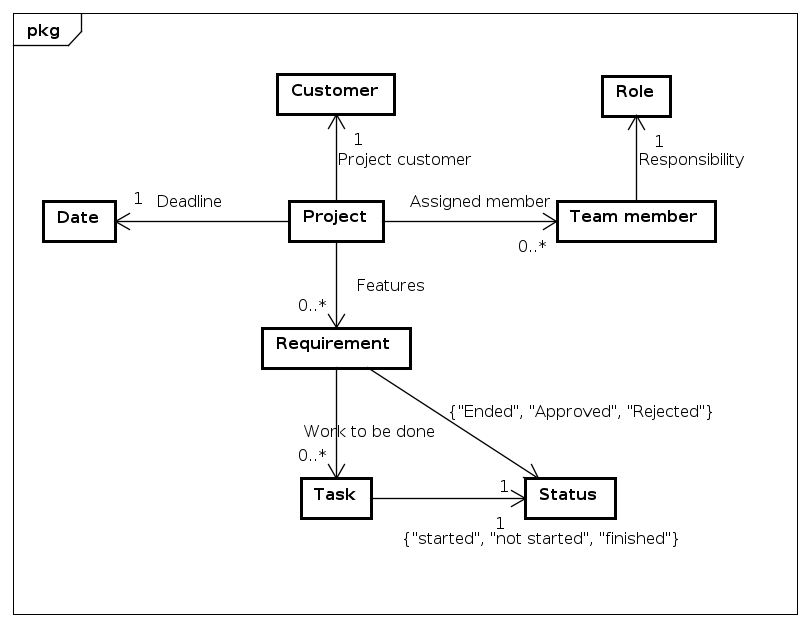 pkg
Customer
Role
1
Project customer
1
Responsibility
Date
1
Deadline
Project
Assigned member
0..*
Team member
Features
0..*
Requirement
{"Ended", "Approved", "Rejected"}
Work to be done
0..*
Task
1
Status
1
{"started", "not started", "finished"}